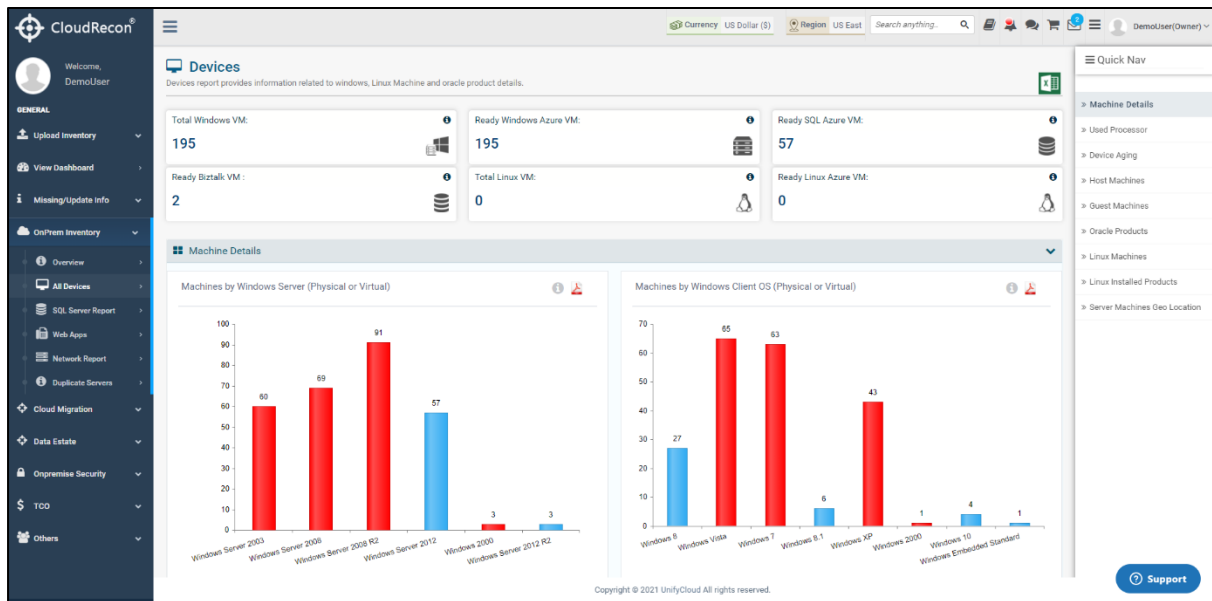 CloudRecon®
Currency US Dollar ($) Region US East Search anything.. 2 DemoUser(Owner)
Welcome,
DemoUser
GENERAL
Upload Inventory
View Dashboard
Missing/Update Info
OnPrem Inventory
Overview
All Devices
SQL Server Report
Web Apps
Network Report
Duplicate Servers
Cloud Migration
Data Estate
Onpremise Security
$ TCO
Others
Devices
Devices report provides information related to windows, Linux Machine and oracle product details.
Total Windows VM:
195
Ready Windows Azure VM:
195
Ready SQL Azure VM:
57
Ready Biztalk VM :
2
Total Linux VM:
0
Ready Linux Azure VM:
0
Machine Details
Machines by Windows Server (Physical or Virtual)
100
90
80
70
60
50
40
30
20
10
0
60
69
91
57
3
3
Windows Server 2003
Windows Server 2008
Windows Server 2008 R2
Windows Server 2012
Windows 2000
Windows Server 2012 R2
Machines by Windows Client OS (Physical or Virtual)
70
60
50
40
30
20
10
0
27
65
63
6
43
1
4
1
Windows 8
Windows Vista
Windows 7
Windows 8.1
Windows XP
Windows 2000
Windows 10
Windows Embedded Standard
Quick Nav
» Machine Details
» Used Processor
» Device Aging
» Host Machines
» Guest Machines
» Oracle Products
» Linux Machines
» Linux Installed Products
» Server Machines Geo Location
Copyright © 2021 UnifyCloud All rights reserved.
Support